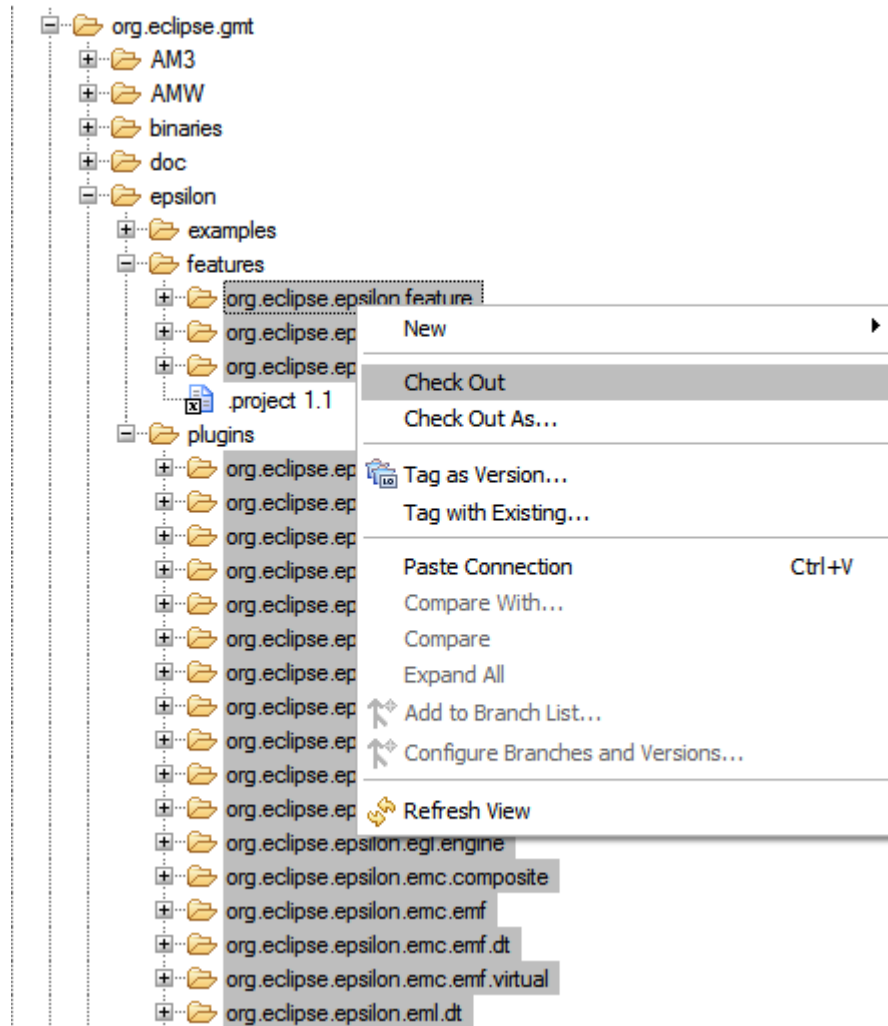 org.eclipse.gmt
AM3
AMW
binaries
doc
epsilon
examples
features
org.eclipse.epsilon.feature
org.eclipse.ep
org.eclipse.ep
.project 1.1
plugins
org.eclipse.ep
org.eclipse.ep
org.eclipse.ep
org.eclipse.ep
org.eclipse.ep
org.eclipse.ep
org.eclipse.ep
org.eclipse.ep
org.eclipse.ep
org.eclipse.ep
org.eclipse.ep
org.eclipse.epsilon.egl.engine
org.eclipse.epsilon.emc.composite
org.eclipse.epsilon.emc.emf
org.eclipse.epsilon.emc.emf.dt
org.eclipse.epsilon.emc.emf.virtual
org.eclipse.epsilon.eml.dt
New
Check Out
Check Out As...
Tag as Version...
Tag with Existing...
Paste Connection Ctrl+V
Compare With...
Compare
Expand All
Add to Branch List...
Configure Branches and Versions...
Refresh View